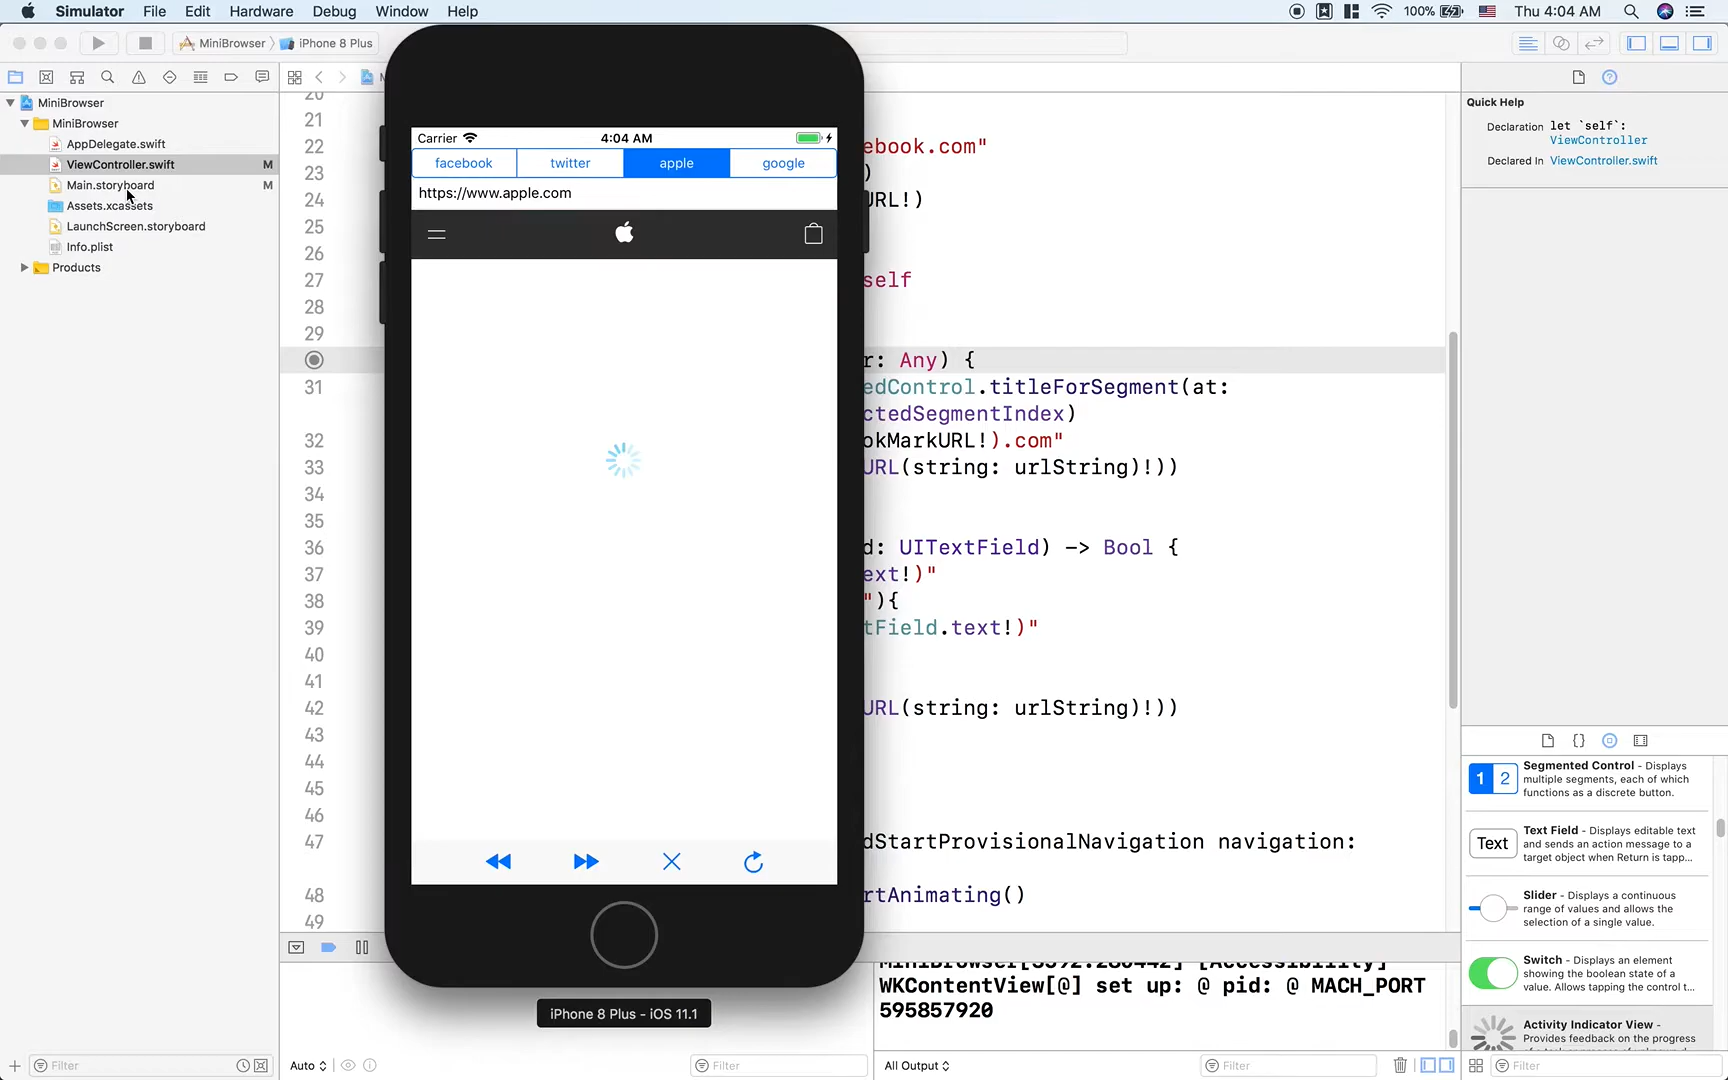 Simulator File Edit Hardware Debug Window Help
100% Thu 4:04 AM
MiniBrowser iPhone 8 Plus
MiniBrowser
MiniBrowser
AppDelegate.swift
ViewController.swift M
Main.storyboard M
Assets.xcassets
LaunchScreen.storyboard
Info.plist
Products
Filter
Carrier 4:04 AM
facebook twitter apple google
https://www.apple.com
iPhone 8 Plus - iOS 11.1
20
21
22 ebook.com"
23 )
24 URL!)
25
26
27 self
28
29
r: Any) {
31 edControl.titleForSegment(at:
ctedSegmentIndex)
32 okMarkURL!).com"
33 URL(string: urlString)!))
34
35
36 d: UITextField) -> Bool {
37 ext!)"
38 "){
39 tField.text!)"
40
41
42 URL(string: urlString)!))
43
44
45
46
47 dStartProvisionalNavigation navigation:
48 rtAnimating()
49
MiniBrowser[5592:280442] [Accessibility]
WKContentView[@] set up: @ pid: @ MACH_PORT
595857920
Auto
Filter
All Output
Filter
Quick Help
Declaration let `self`:
ViewController
Declared In ViewController.swift
1 2
Segmented Control - Displays
multiple segments, each of which
functions as a discrete button.
Text
Text Field - Displays editable text
and sends an action message to a
target object when Return is tapp...
Slider - Displays a continuous
range of values and allows the
selection of a single value.
Switch - Displays an element
showing the boolean state of a
value. Allows tapping the control t...
Activity Indicator View -
Provides feedback on the progress
Filter